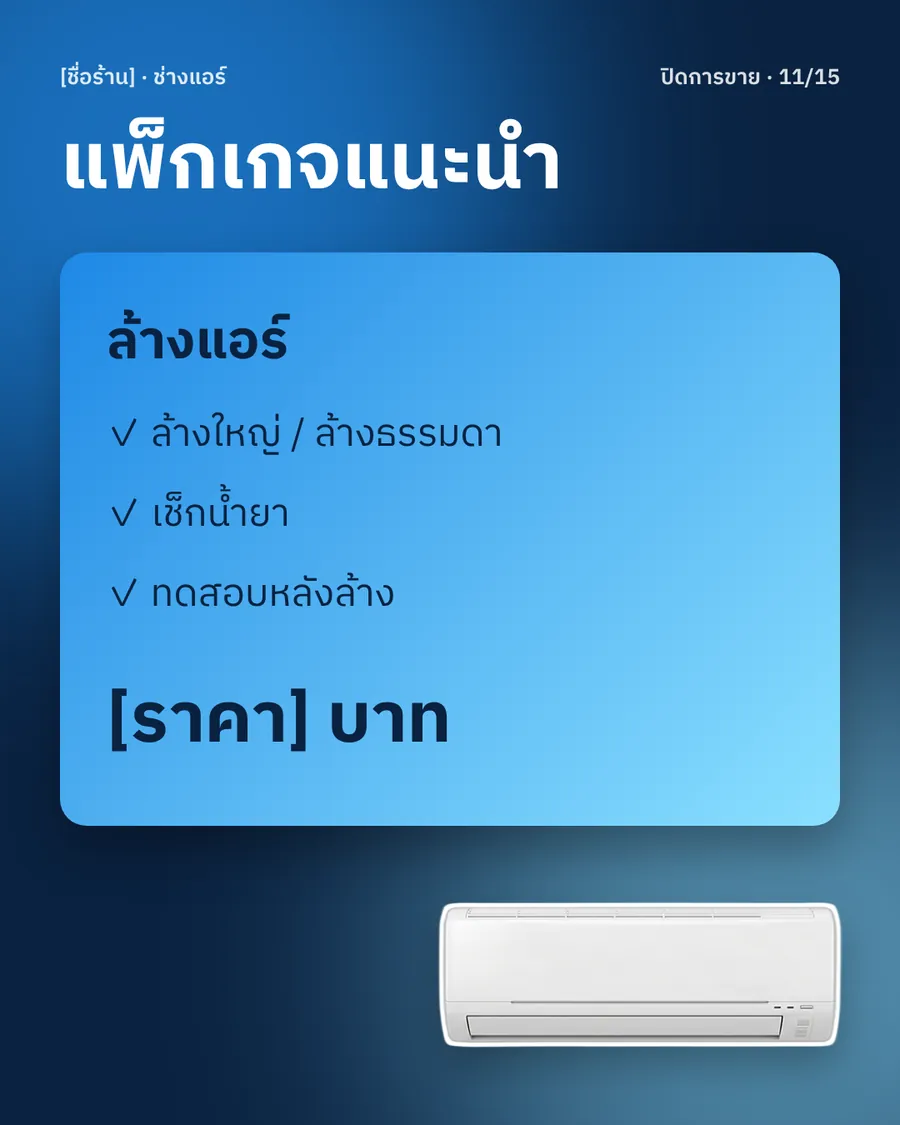 [ชื่อร้าน] · ช่างแอร์
ปิดการขาย · 11/15
แพ็กเกจแนะนำ
ล้างแอร์
✓ ล้างใหญ่ / ล้างธรรมดา
✓ เช็กน้ำยา
✓ ทดสอบหลังล้าง
[ราคา] บาท